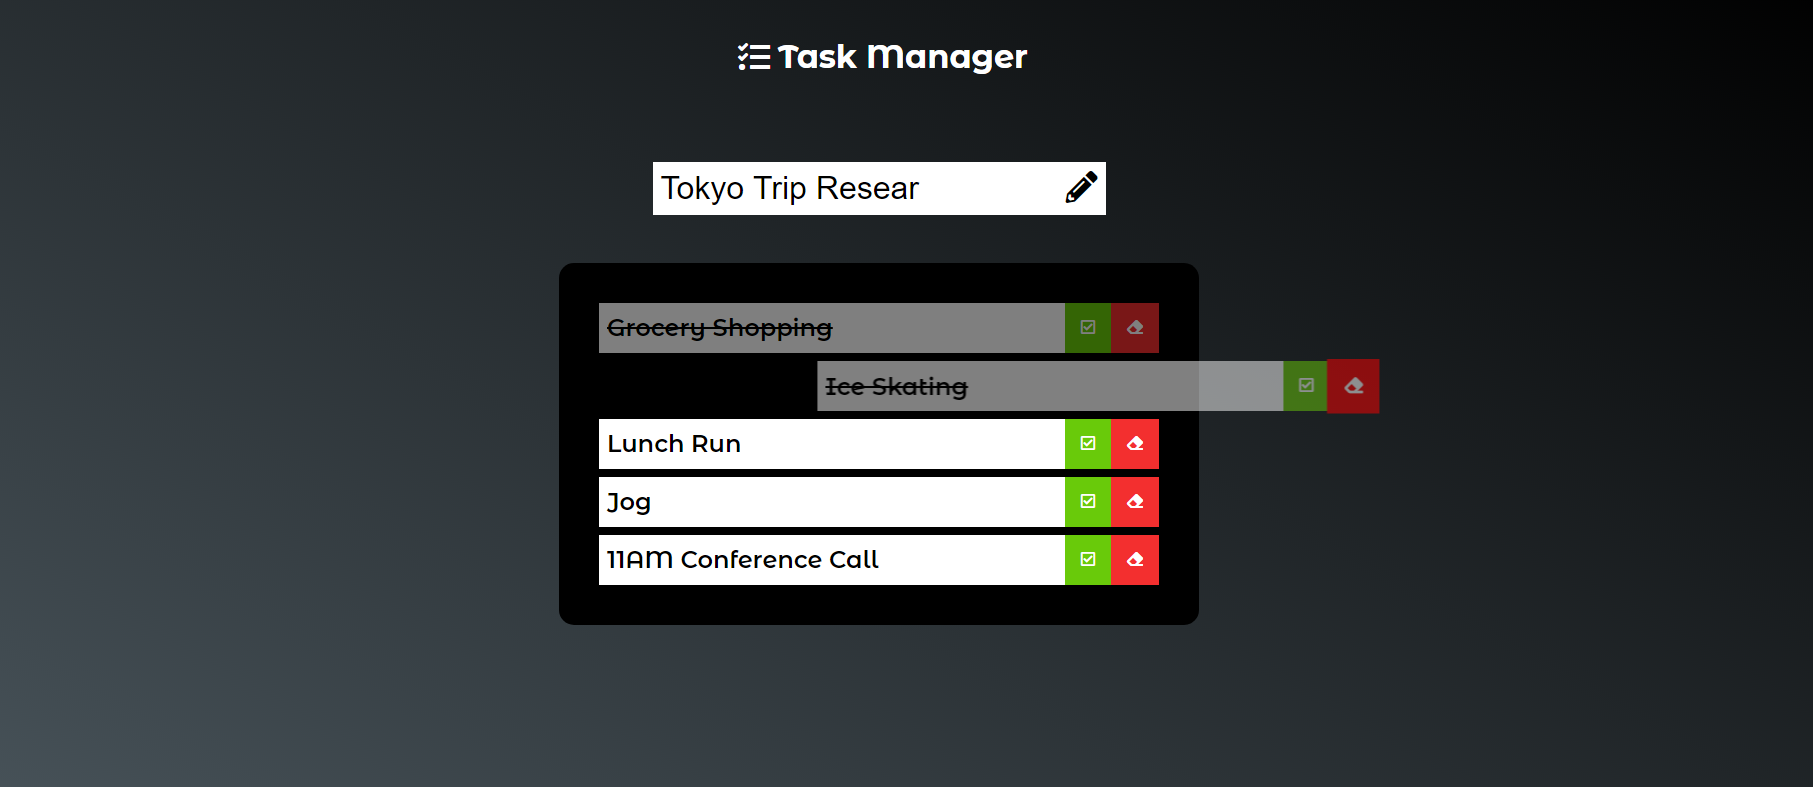 Task Manager
Tokyo Trip Resear
Grocery Shopping
Ice Skating
Lunch Run
Jog
11AM Conference Call